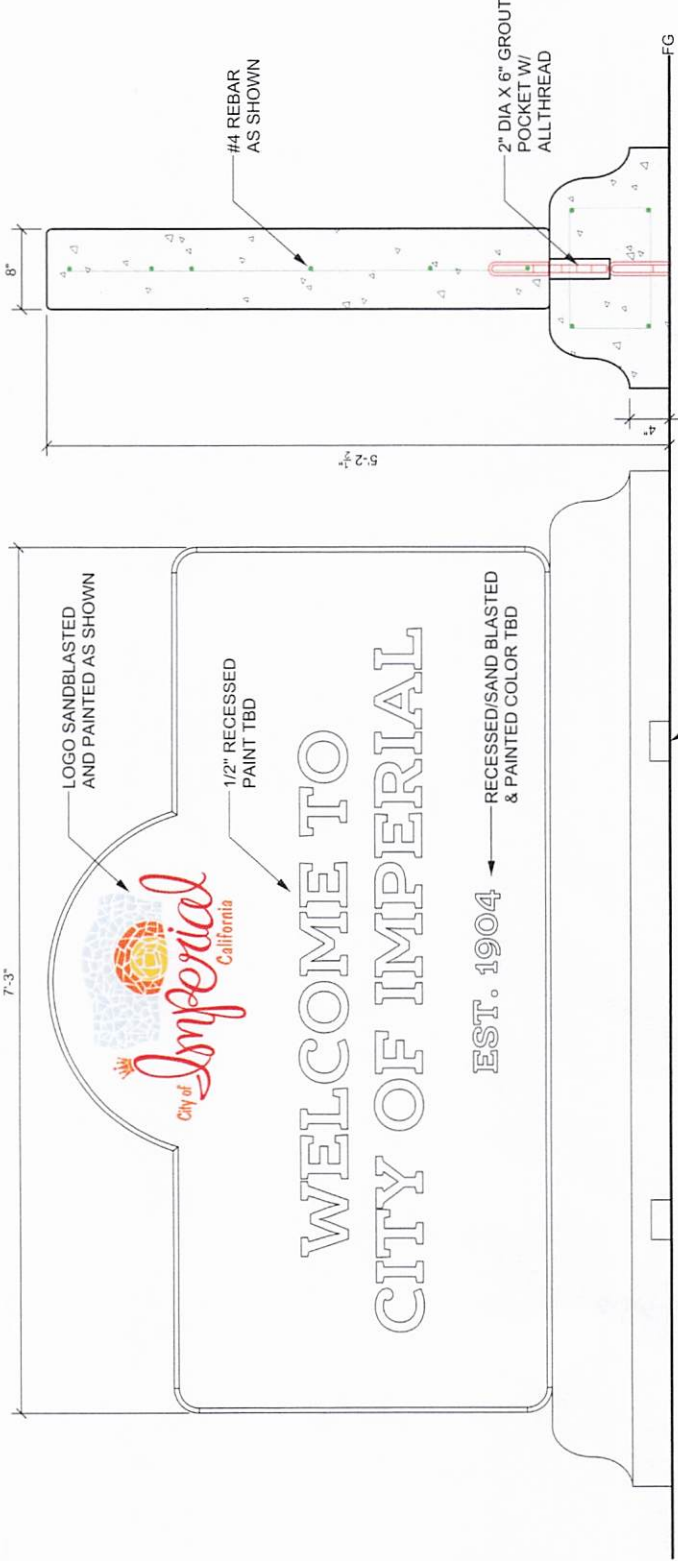 7'-3"
LOGO SANDBLASTED
AND PAINTED AS SHOWN
City of
Imperial
California
1/2" RECESSED
PAINT TBD
WELCOME TO
CITY OF IMPERIAL
EST. 1904
RECESSED/SAND BLASTED
& PAINTED COLOR TBD
8"
#4 REBAR
AS SHOWN
5'-2 1/2"
2" DIA X 6" GROUT
POCKET W/
ALLTHREAD
4"
FG